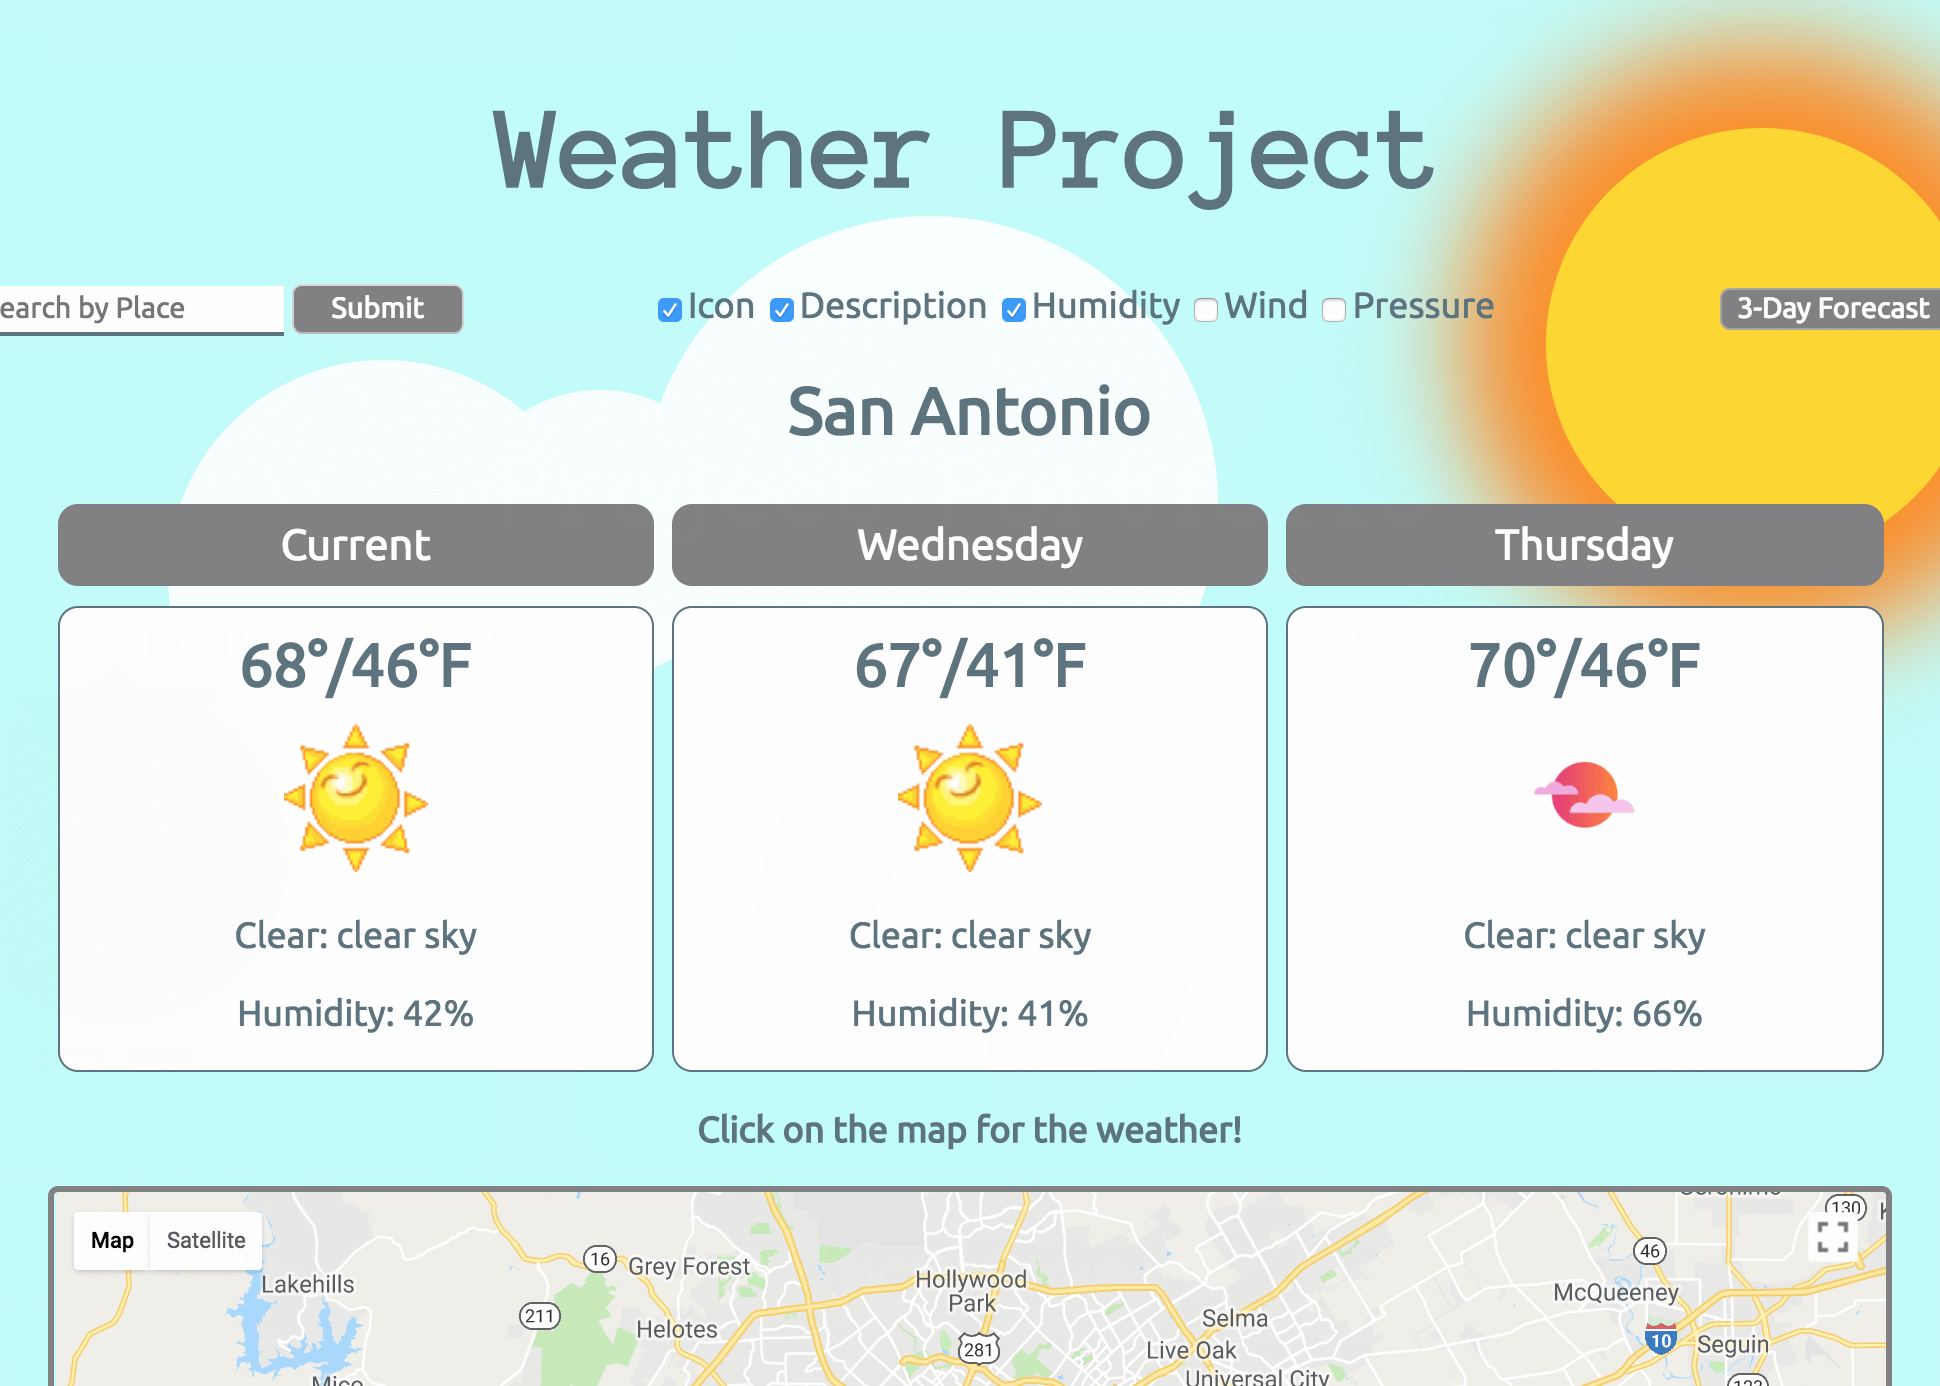 Weather Project
earch by Place Submit Icon Description Humidity Wind Pressure 3-Day Forecast
San Antonio
Current Wednesday Thursday
68°/46°F 67°/41°F 70°/46°F
Clear: clear sky Clear: clear sky Clear: clear sky
Humidity: 42% Humidity: 41% Humidity: 66%
Click on the map for the weather!
Map Satellite
130
16 Grey Forest
46
Lakehills
Hollywood
Park
McQueeney
211
Helotes
Selma
281
Live Oak
10
Seguin
Universal City